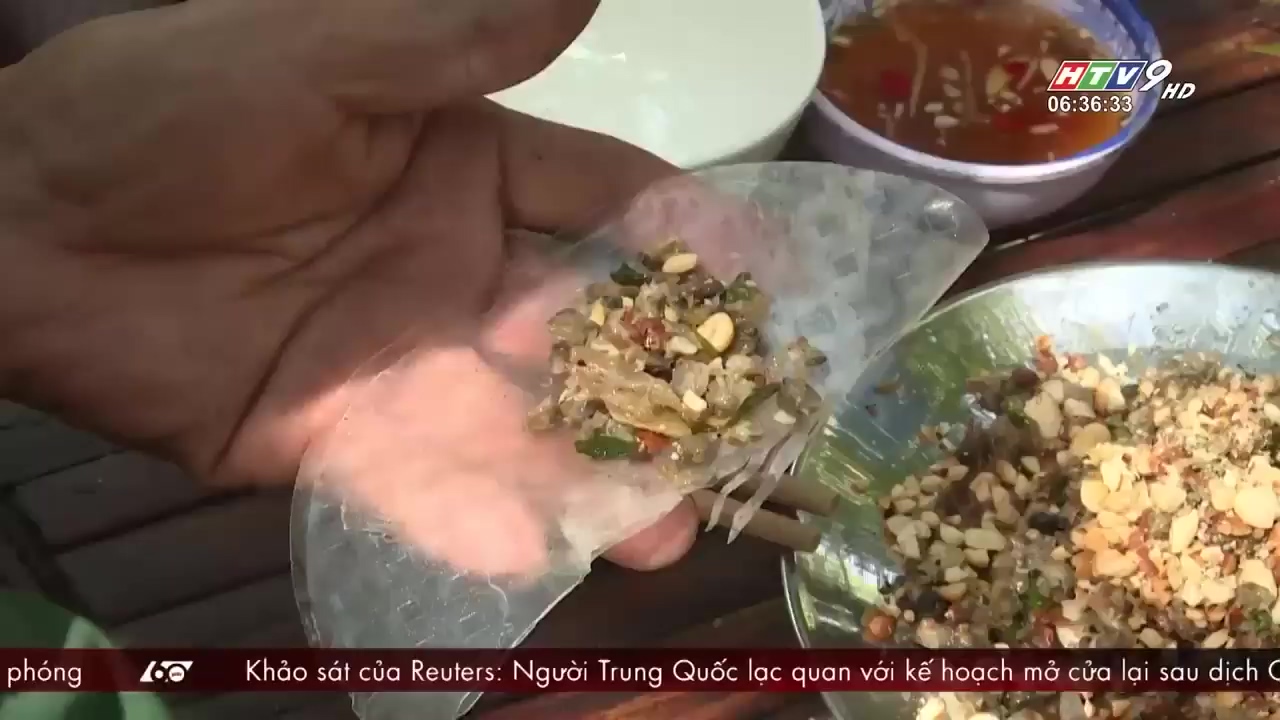 HTV9 HD
06:36:33
phóng 60 Khảo sát của Reuters: Người Trung Quốc lạc quan với kế hoạch mở cửa lại sau dịch